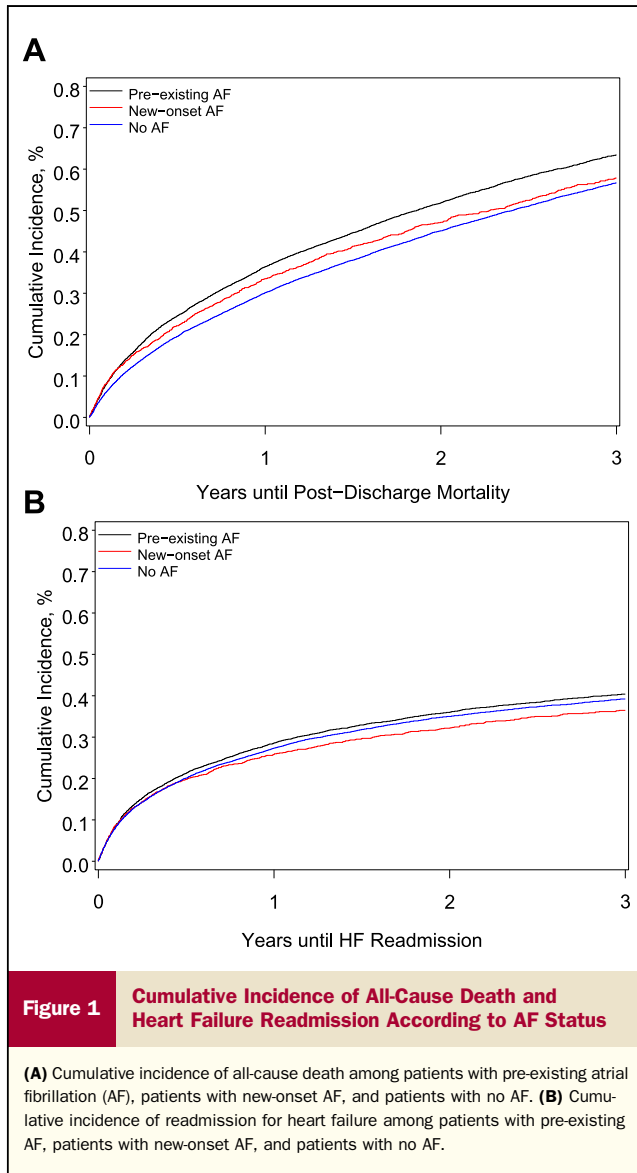 A
Pre-existing AF
New-onset AF
No AF
Cumulative Incidence, %
0.8
0.7
0.6
0.5
0.4
0.3
0.2
0.1
0.0
0 1 2 3
Years until Post-Discharge Mortality
B
Pre-existing AF
New-onset AF
No AF
Cumulative Incidence, %
0.8
0.7
0.6
0.5
0.4
0.3
0.2
0.1
0.0
0 1 2 3
Years until HF Readmission
Figure 1
Cumulative Incidence of All-Cause Death and
Heart Failure Readmission According to AF Status
(A) Cumulative incidence of all-cause death among patients with pre-existing atrial
fibrillation (AF), patients with new-onset AF, and patients with no AF. (B) Cumu-
lative incidence of readmission for heart failure among patients with pre-existing
AF, patients with new-onset AF, and patients with no AF.